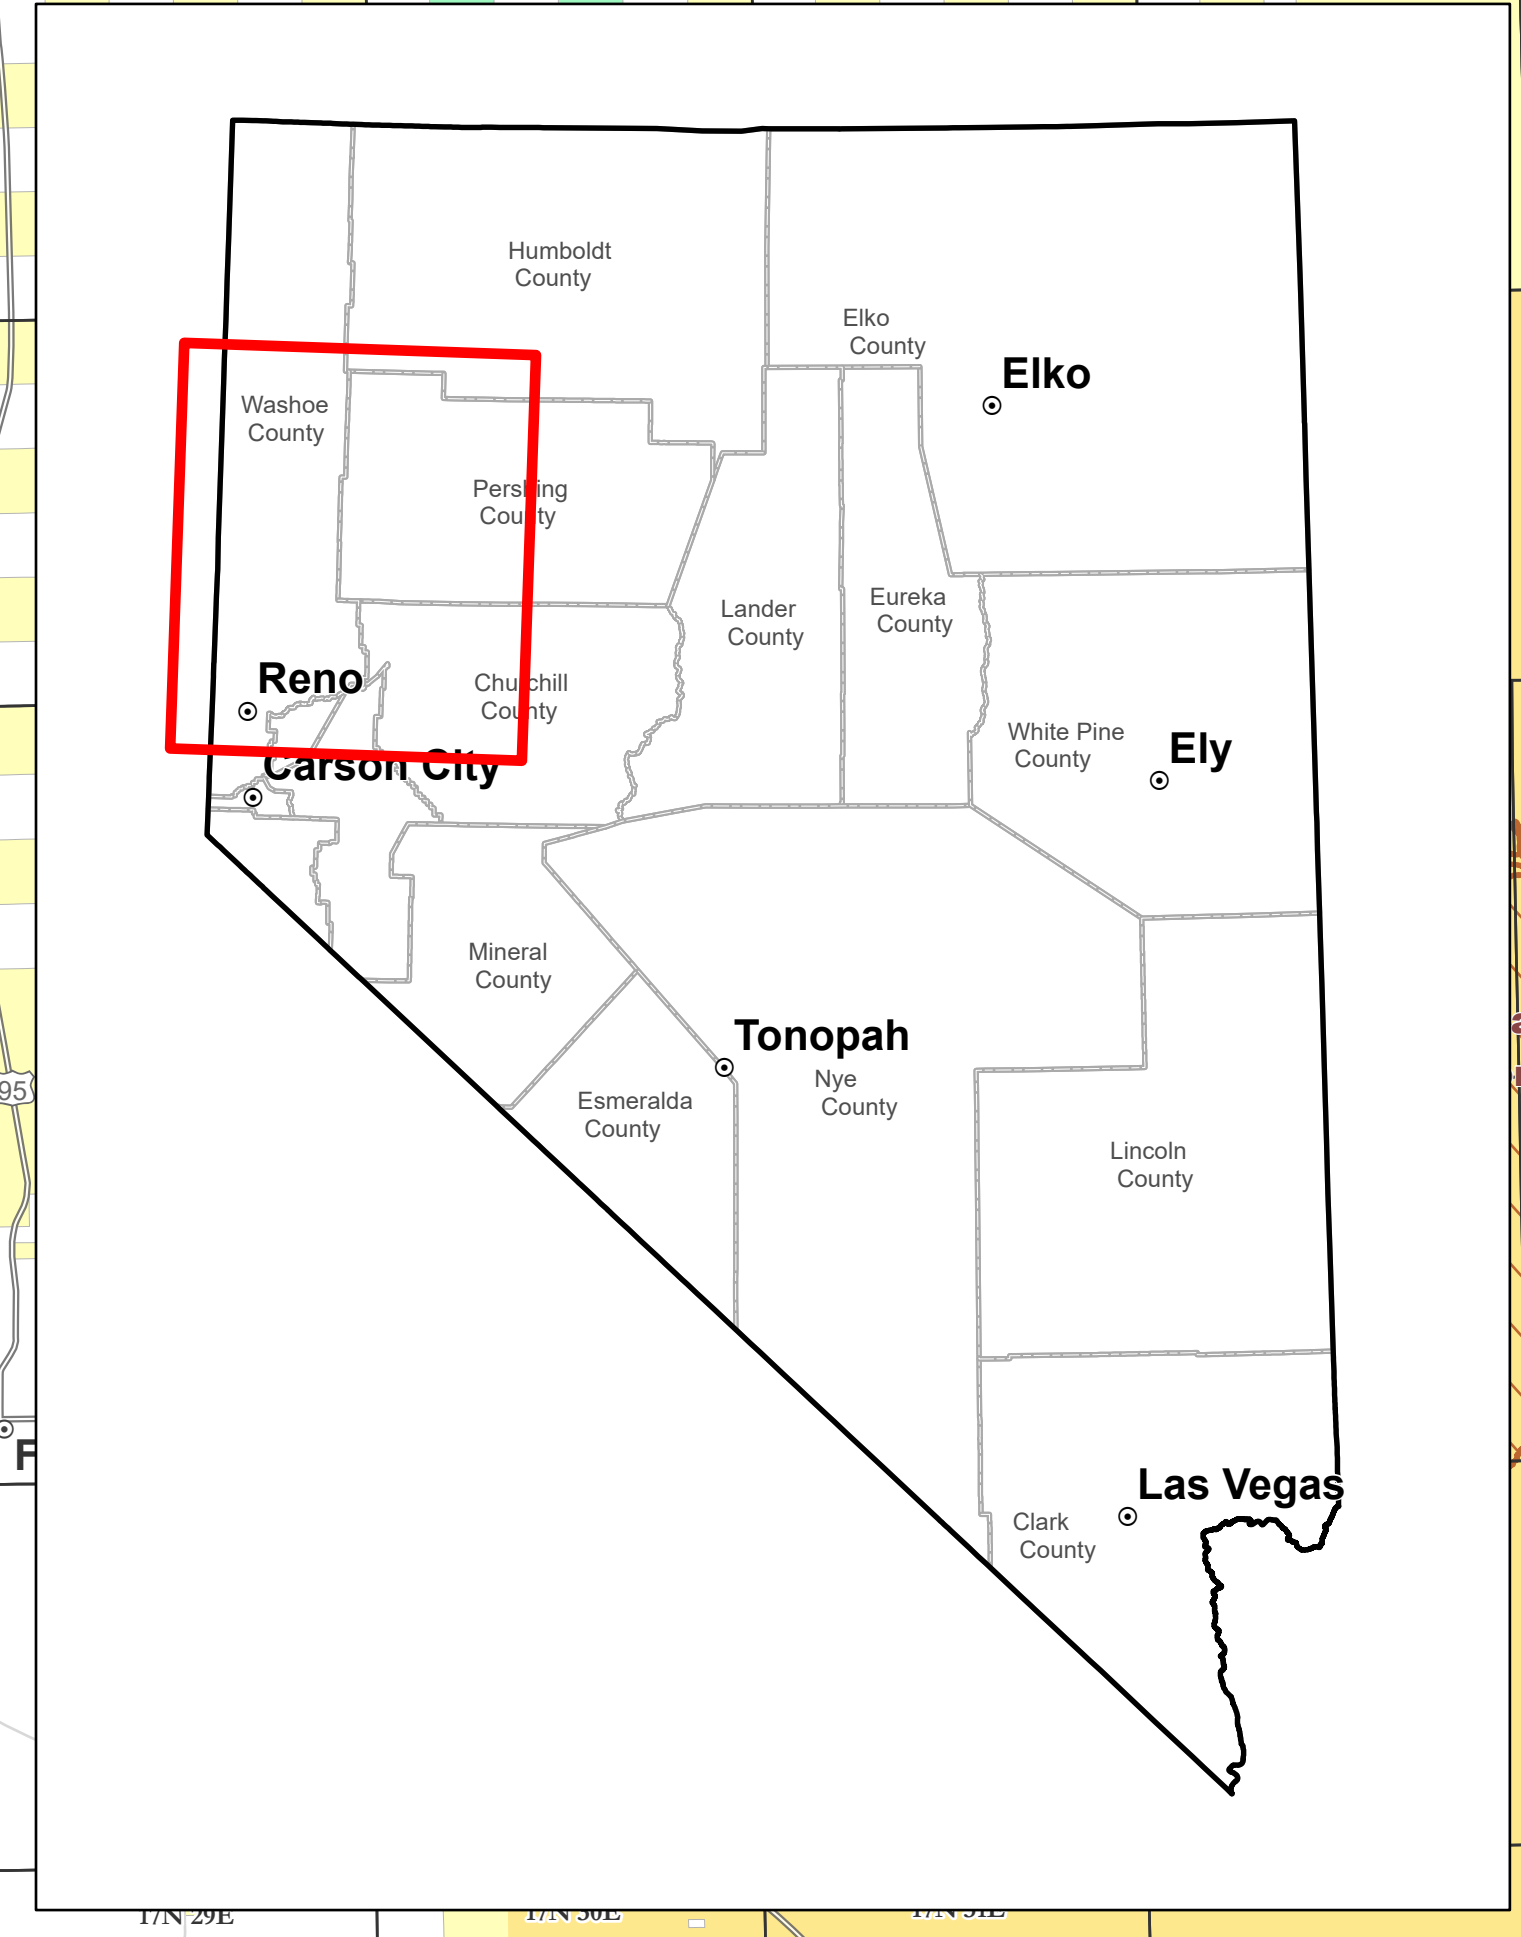 Humboldt
County
Elko
County
Elko
Washoe
County
Pershing
County
Lander
County
Eureka
County
Reno
Churchill
County
White Pine
County
Ely
Carson City
Mineral
County
Tonopah
Nye
County
95
Esmeralda
County
Lincoln
County
Las Vegas
Clark
County
17N 29E
17N 30E
17N 31E